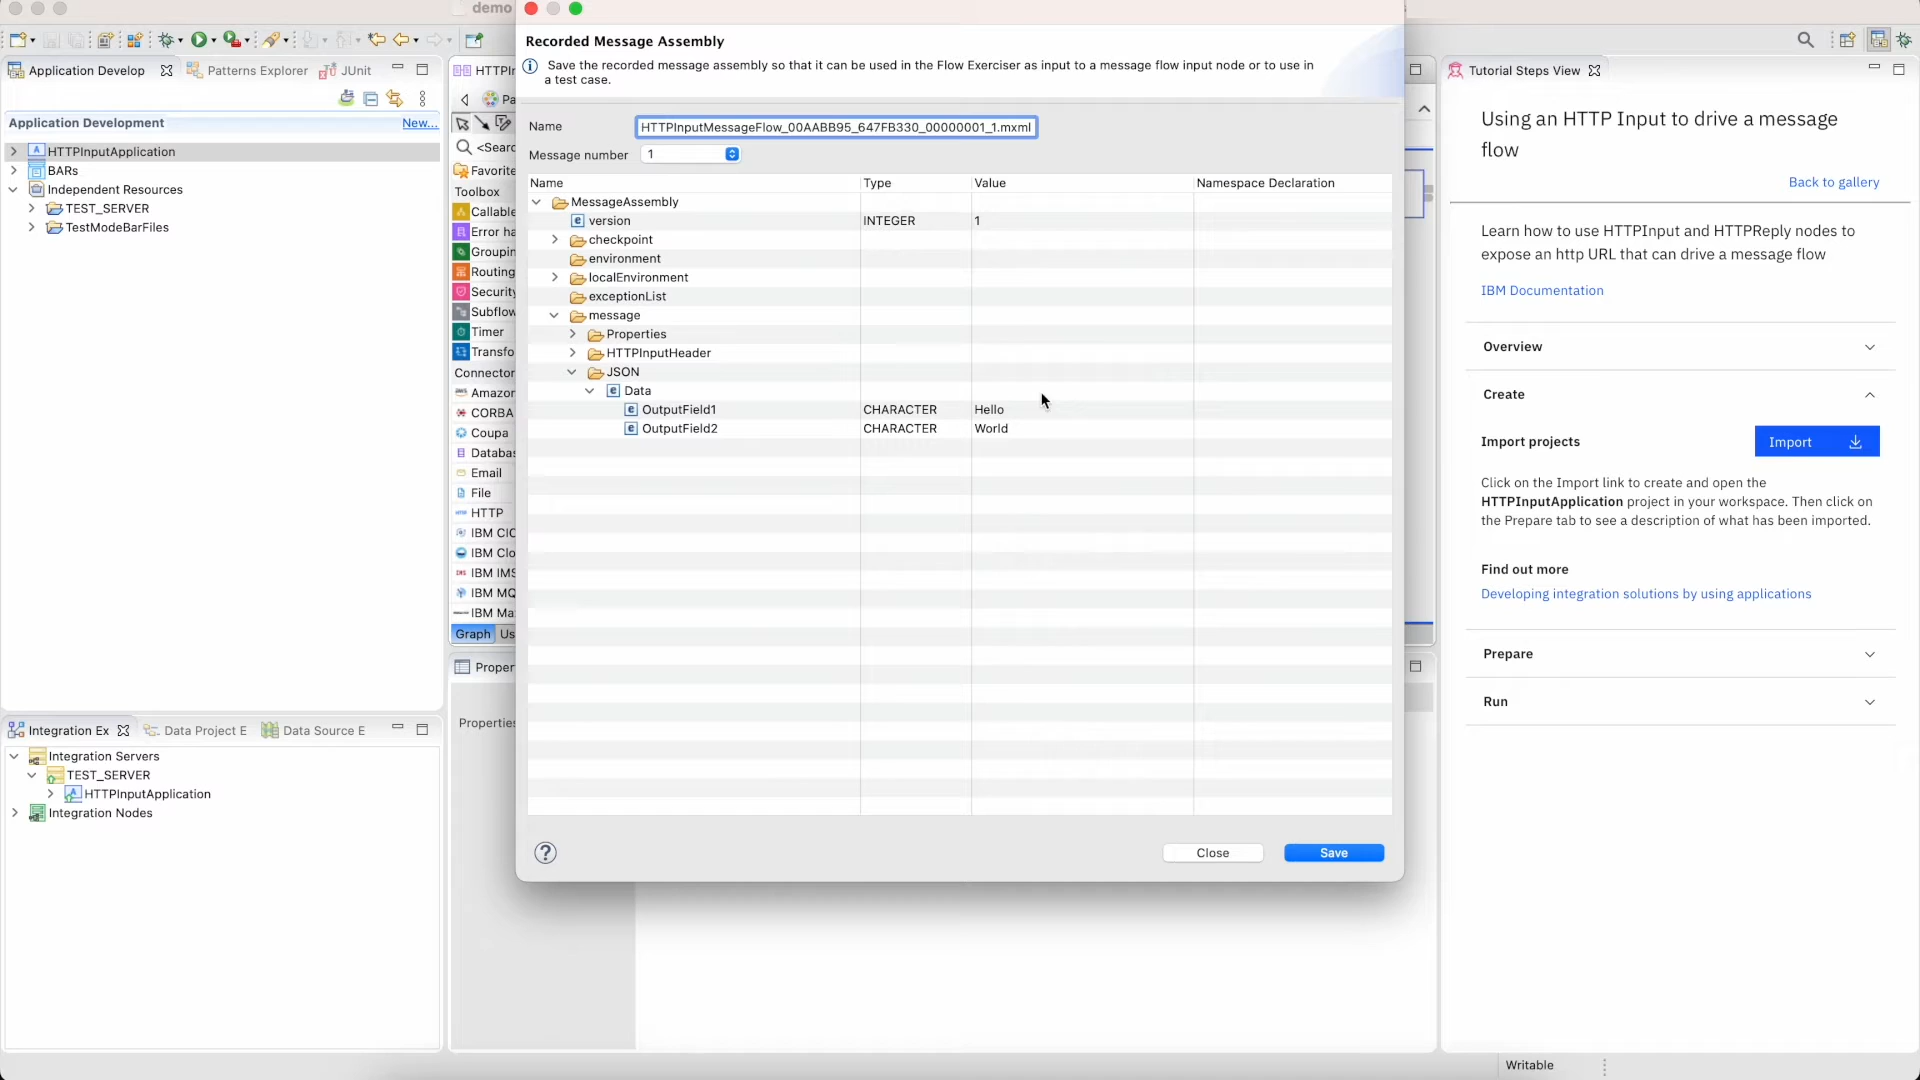 demo
Application Develop
Patterns Explorer
JUnit
Application Development
New...
HTTPInputApplication
BARs
Independent Resources
TEST_SERVER
TestModeBarFiles
Integration Ex
Data Project E
Data Source E
Integration Servers
TEST_SERVER
HTTPInputApplication
Integration Nodes
HTTPIn
Pa
<Searc
Favorite
Toolbox
Callable
Error ha
Grouping
Routing
Security
Subflow
Timer
Transfo
Connector
Amazon
CORBA
Coupa
Databas
Email
File
HTTP
IBM CIC
IBM Clo
IBM IMS
IBM MQ
IBM Ma
Graph
Us
Proper
Properties
Recorded Message Assembly
Save the recorded message assembly so that it can be used in the Flow Exerciser as input to a message flow input node or to use in
a test case.
Name
HTTPInputMessageFlow_00AABB95_647FB330_00000001_1.mxml
Message number
1
Name Type Value Namespace Declaration
MessageAssembly
version INTEGER 1
checkpoint
environment
localEnvironment
exceptionList
message
Properties
HTTPInputHeader
JSON
Data
OutputField1 CHARACTER Hello
OutputField2 CHARACTER World
?
Close
Save
Tutorial Steps View
Using an HTTP Input to drive a message
flow
Back to gallery
Learn how to use HTTPInput and HTTPReply nodes to
expose an http URL that can drive a message flow
IBM Documentation
Overview
Create
Import projects
Import
Click on the Import link to create and open the
HTTPInputApplication project in your workspace. Then click on
the Prepare tab to see a description of what has been imported.
Find out more
Developing integration solutions by using applications
Prepare
Run
Writable